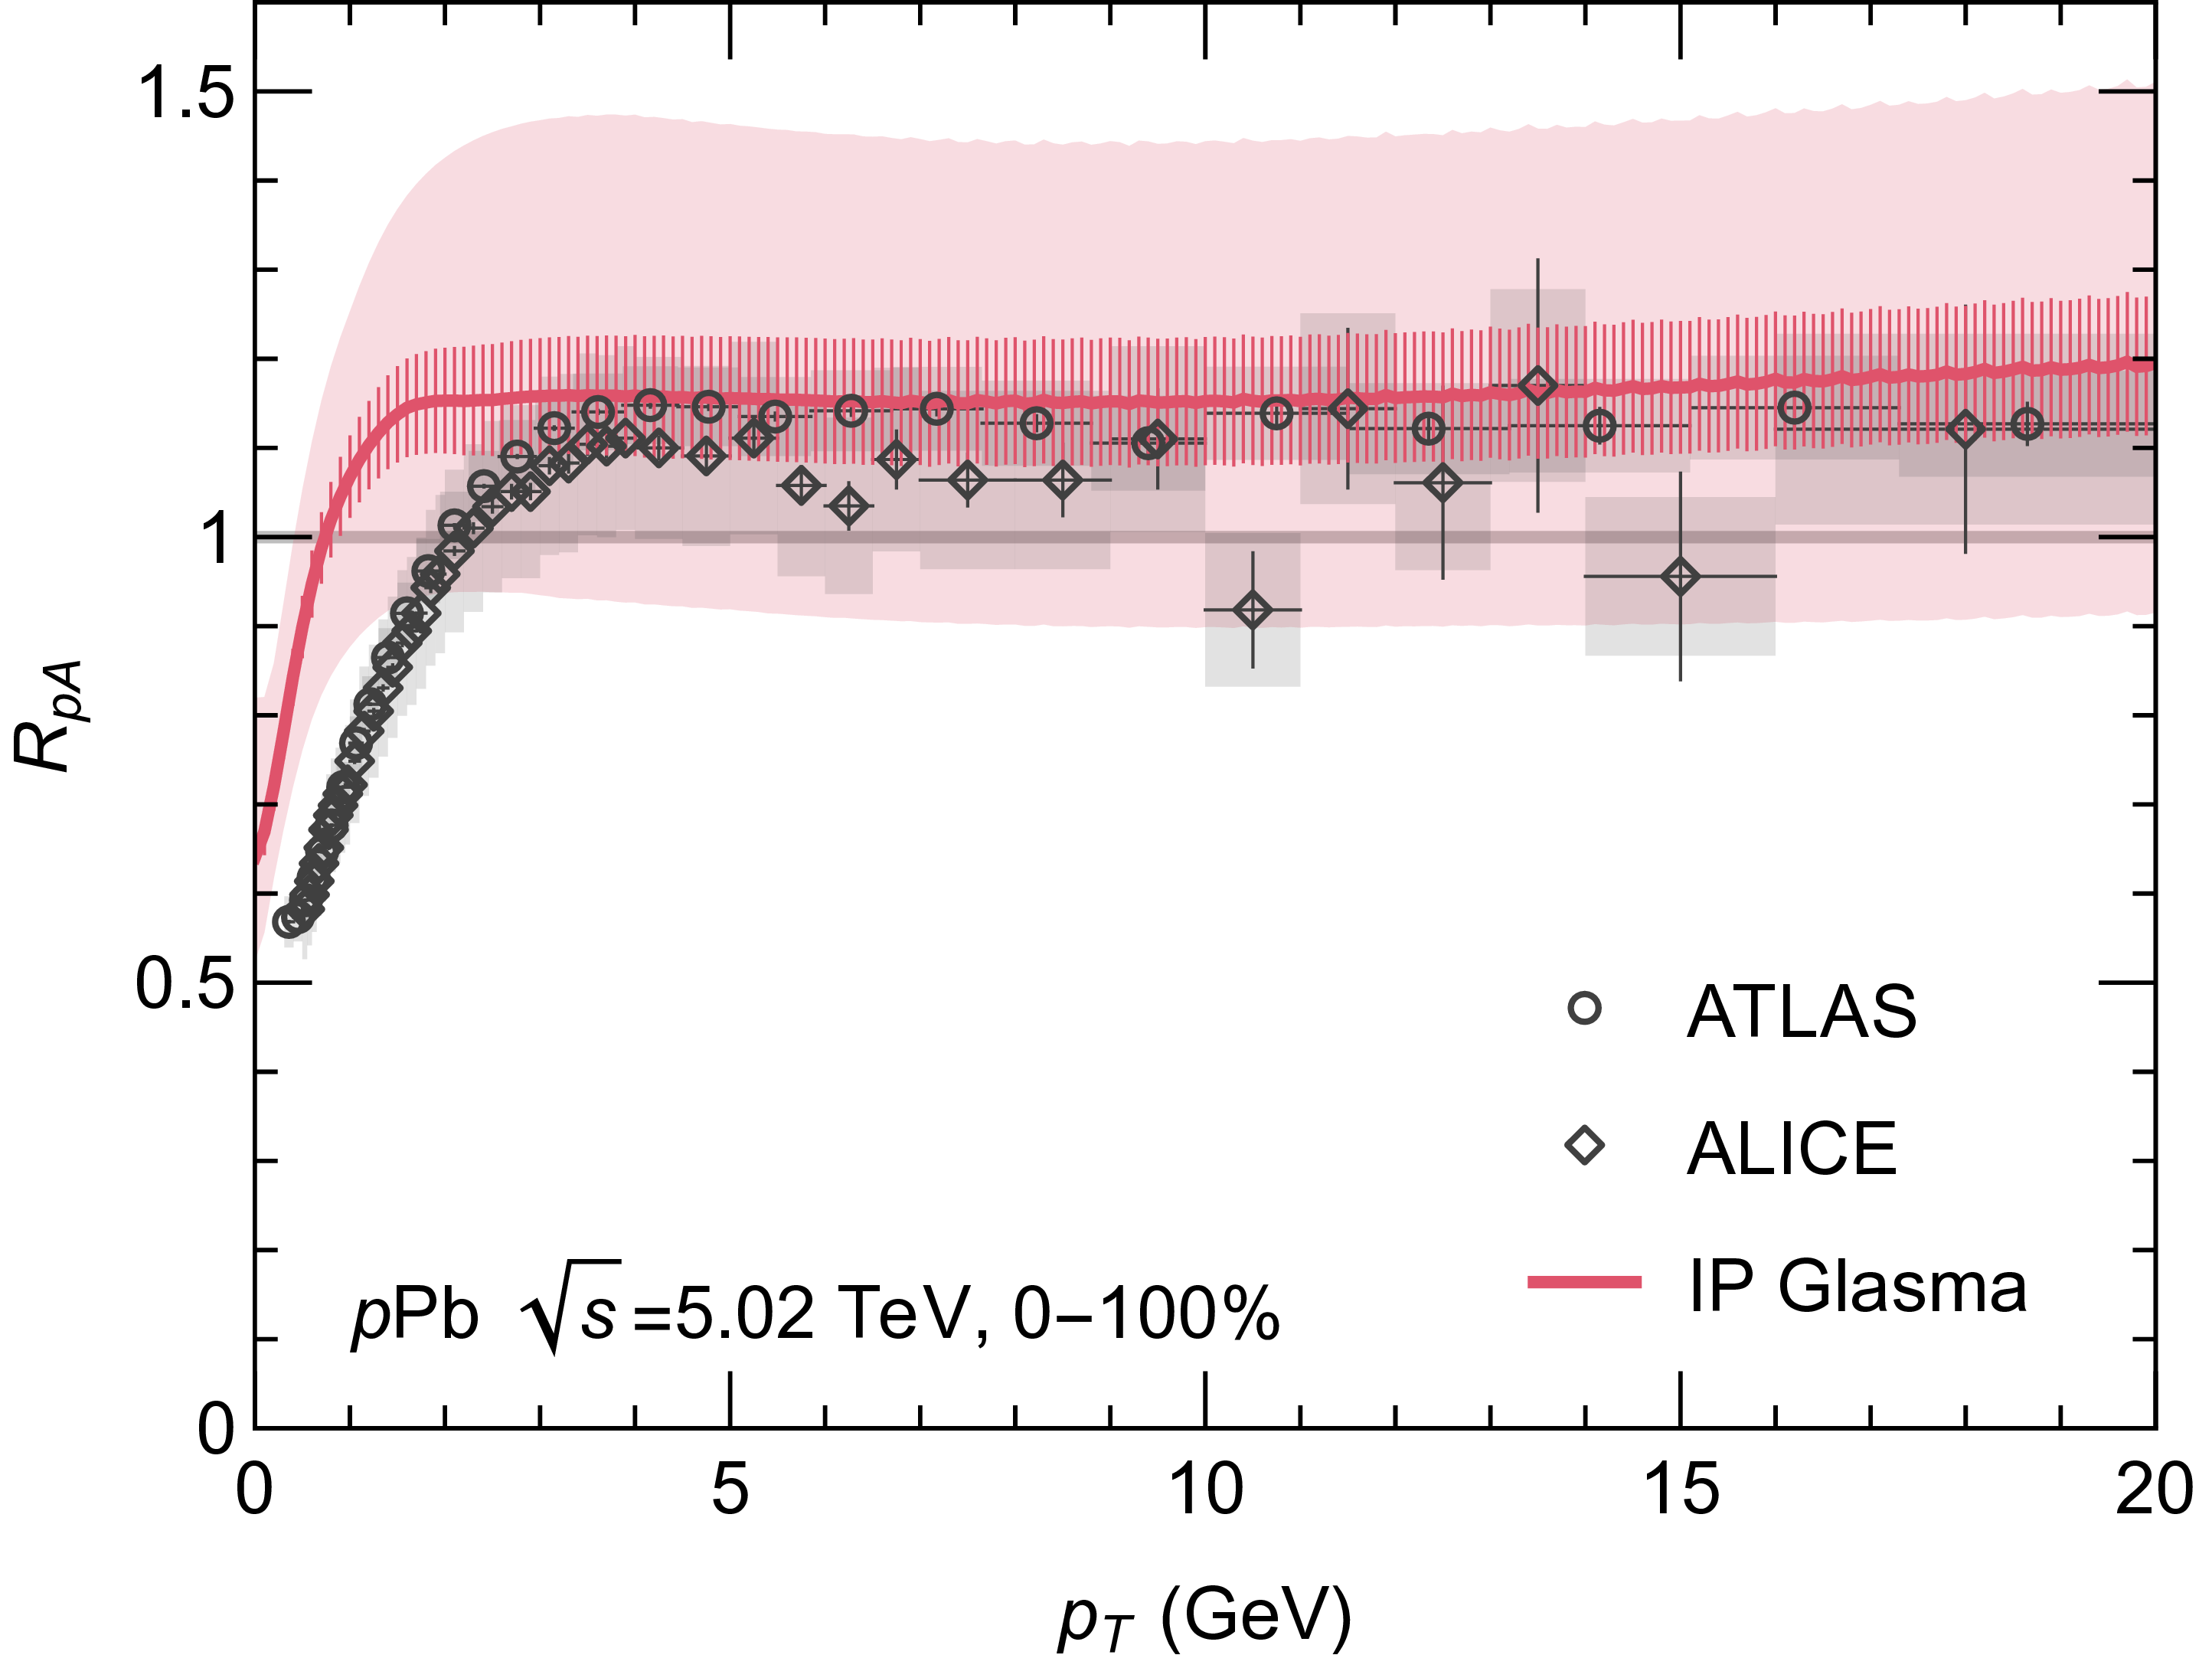 1.5
1
0.5
0
R_pA
ATLAS
ALICE
IP Glasma
pPb √s=5.02 TeV, 0–100%
0 5 10 15 20
p_T (GeV)